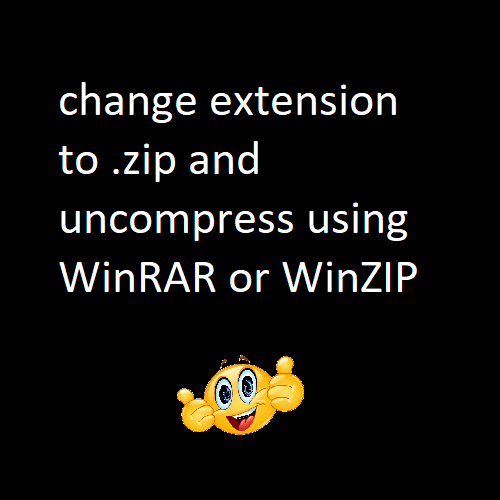 change extension
to .zip and
uncompress using
WinRAR or WinZIP